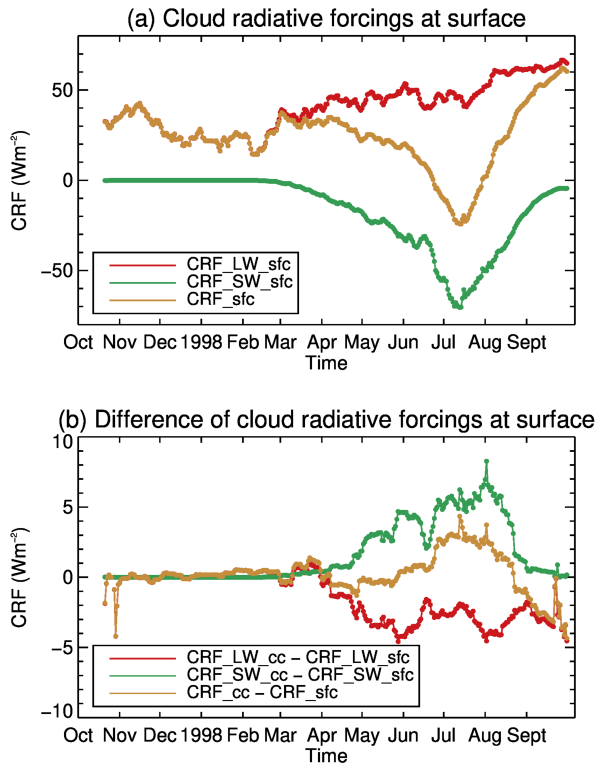 (a) Cloud radiative forcings at surface
CRF (Wm⁻²)
50
0
−50
CRF_LW_sfc
CRF_SW_sfc
CRF_sfc
Oct Nov Dec 1998 Feb Mar Apr May Jun Jul Aug Sept
Time
(b) Difference of cloud radiative forcings at surface
CRF (Wm⁻²)
10
5
0
−5
−10
CRF_LW_cc – CRF_LW_sfc
CRF_SW_cc – CRF_SW_sfc
CRF_cc – CRF_sfc
Oct Nov Dec 1998 Feb Mar Apr May Jun Jul Aug Sept
Time